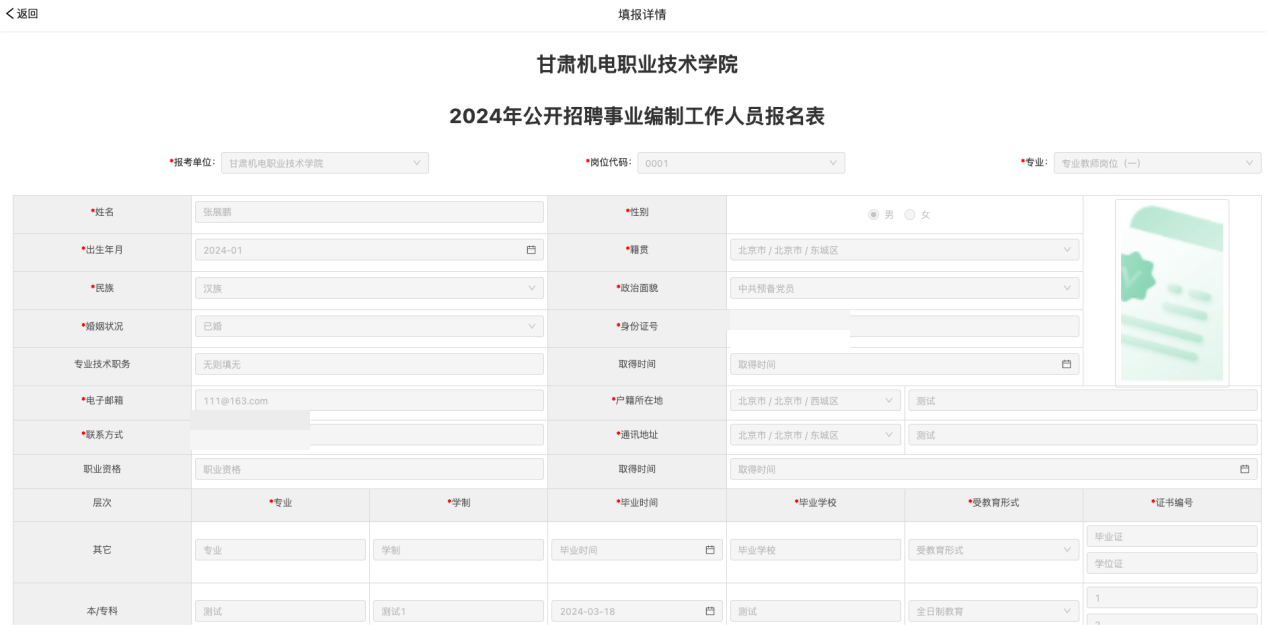 返回
填报详情
甘肃机电职业技术学院
2024年公开招聘事业编制工作人员报名表
*报考单位： 甘肃机电职业技术学院 *岗位代码： 0001 *专业： 专业教师岗位（一）
*姓名 张展鹏 *性别 男 女
*出生年月 2024-01 *籍贯 北京市 / 北京市 / 东城区
*民族 汉族 *政治面貌 中共预备党员
*婚姻状况 已婚 *身份证号
专业技术职务 无则填无 取得时间 取得时间
*电子邮箱 111@163.com *户籍所在地 北京市 / 北京市 / 西城区 测试
*联系方式 *通讯地址 北京市 / 北京市 / 东城区 测试
职业资格 职业资格 取得时间 取得时间
层次 *专业 *学制 *毕业时间 *毕业学校 *受教育形式 *证书编号
其它 专业 学制 毕业时间 毕业学校 受教育形式 毕业证
学位证
本/专科 测试 测试1 2024-03-18 测试 全日制教育 1